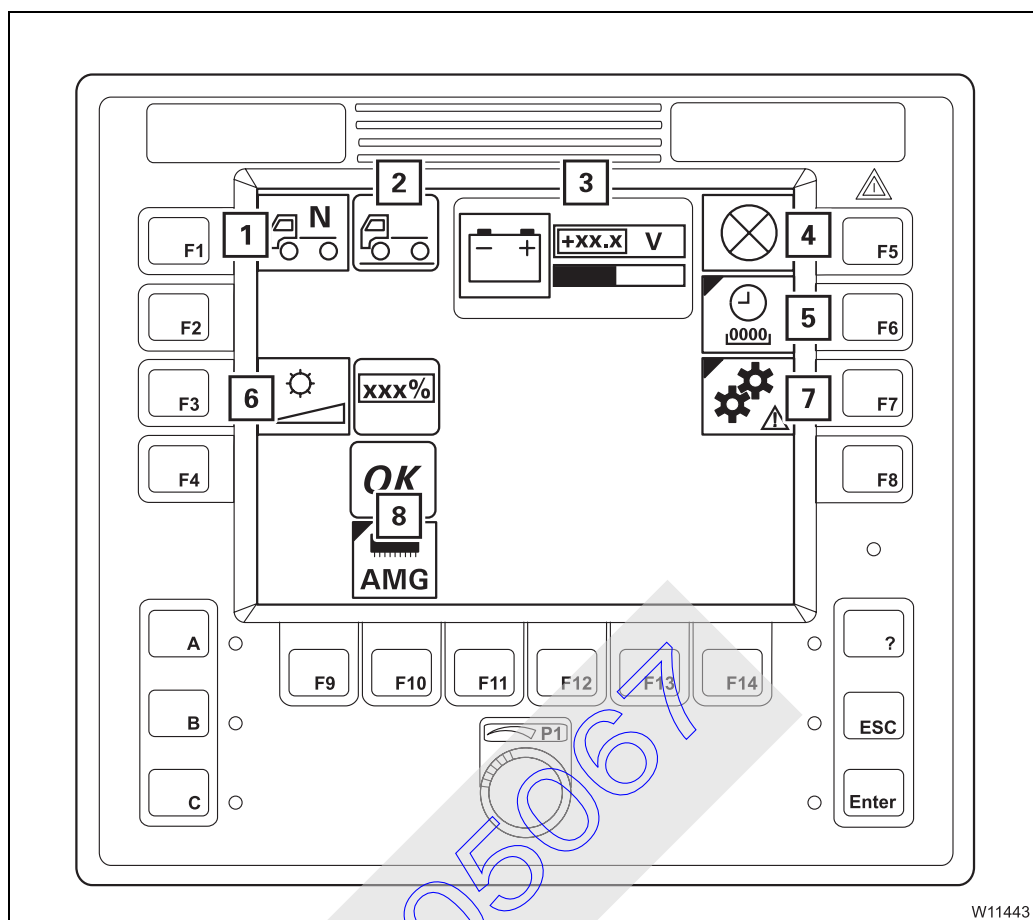 2
3
1
N
+xx.x V
- +
4
F1
F5
5
0000
F2
F6
6
xxx%
7
F3
F7
F4
OK
F8
8
AMG
A
?
F9
F10
F11
F12
F13
F14
B
ESC
P1
C
Enter
05067
W11443